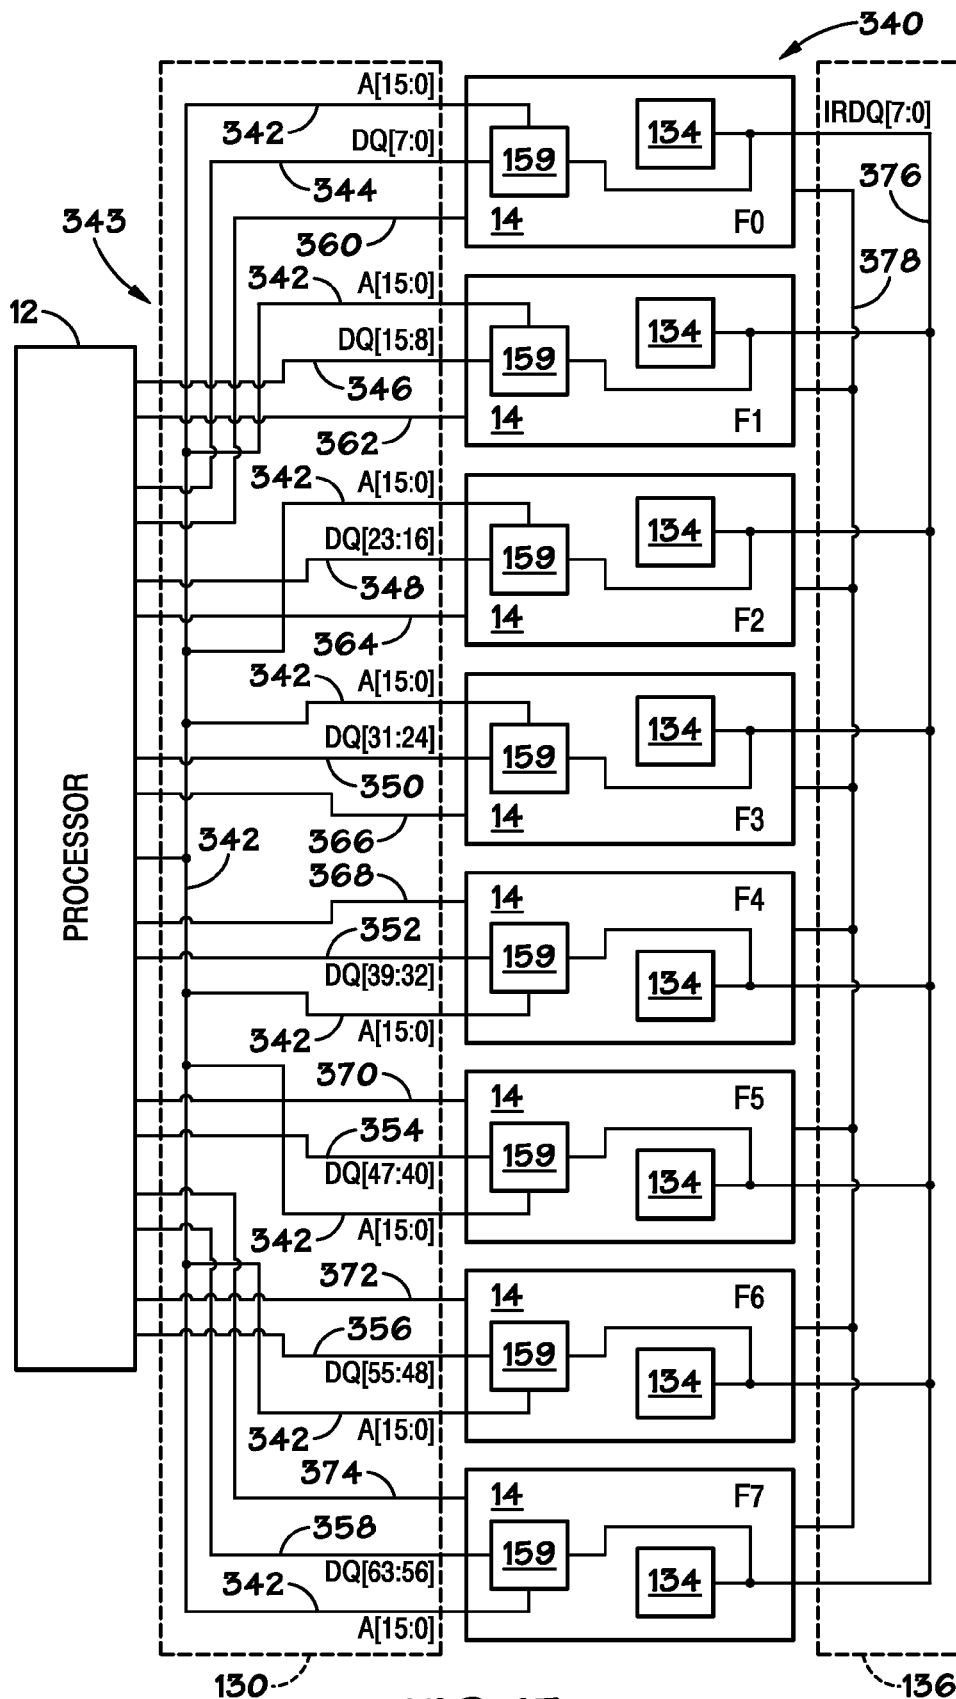 340
A[15:0]
342
DQ[7:0]
344
360
159
134
14
F0
IRDQ[7:0]
376
378
343
12
PROCESSOR
342
A[15:0]
DQ[15:8]
346
362
159
134
14
F1
342
A[15:0]
DQ[23:16]
348
364
159
134
14
F2
342
A[15:0]
DQ[31:24]
350
366
159
134
14
F3
342
368
352
DQ[39:32]
342
A[15:0]
14
159
134
F4
370
354
DQ[47:40]
342
A[15:0]
14
159
134
F5
372
356
DQ[55:48]
342
A[15:0]
14
159
134
F6
374
358
DQ[63:56]
342
A[15:0]
14
159
134
F7
130
136